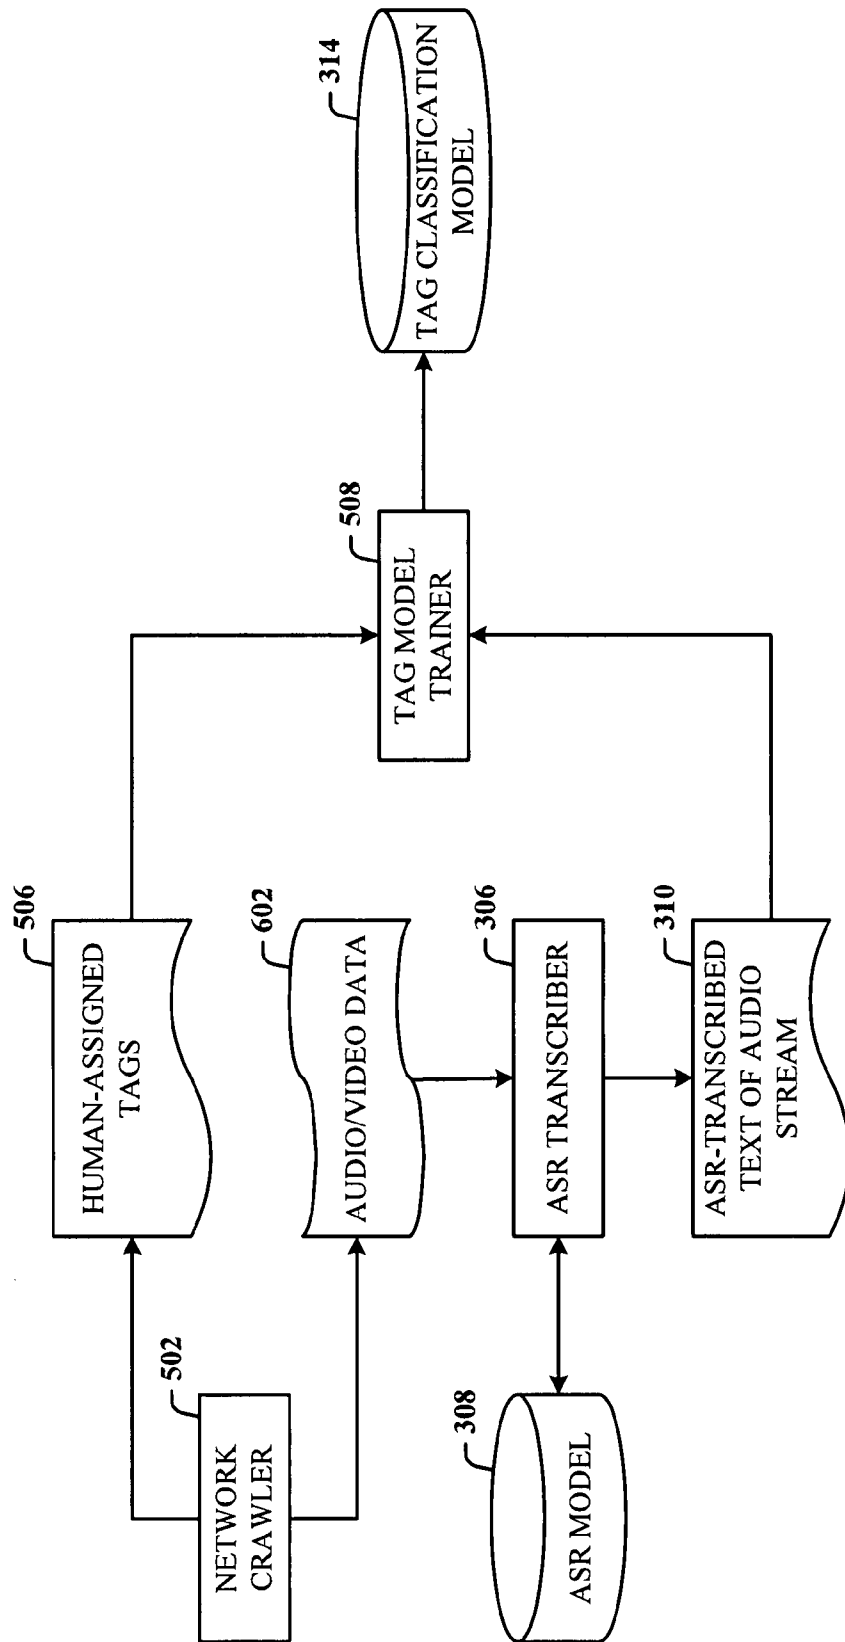 506
HUMAN-ASSIGNED
TAGS
502
NETWORK
CRAWLER
602
AUDIO/VIDEO DATA
508
TAG MODEL
TRAINER
314
TAG CLASSIFICATION
MODEL
308
ASR MODEL
306
ASR TRANSCRIBER
310
ASR-TRANSCRIBED
TEXT OF AUDIO
STREAM